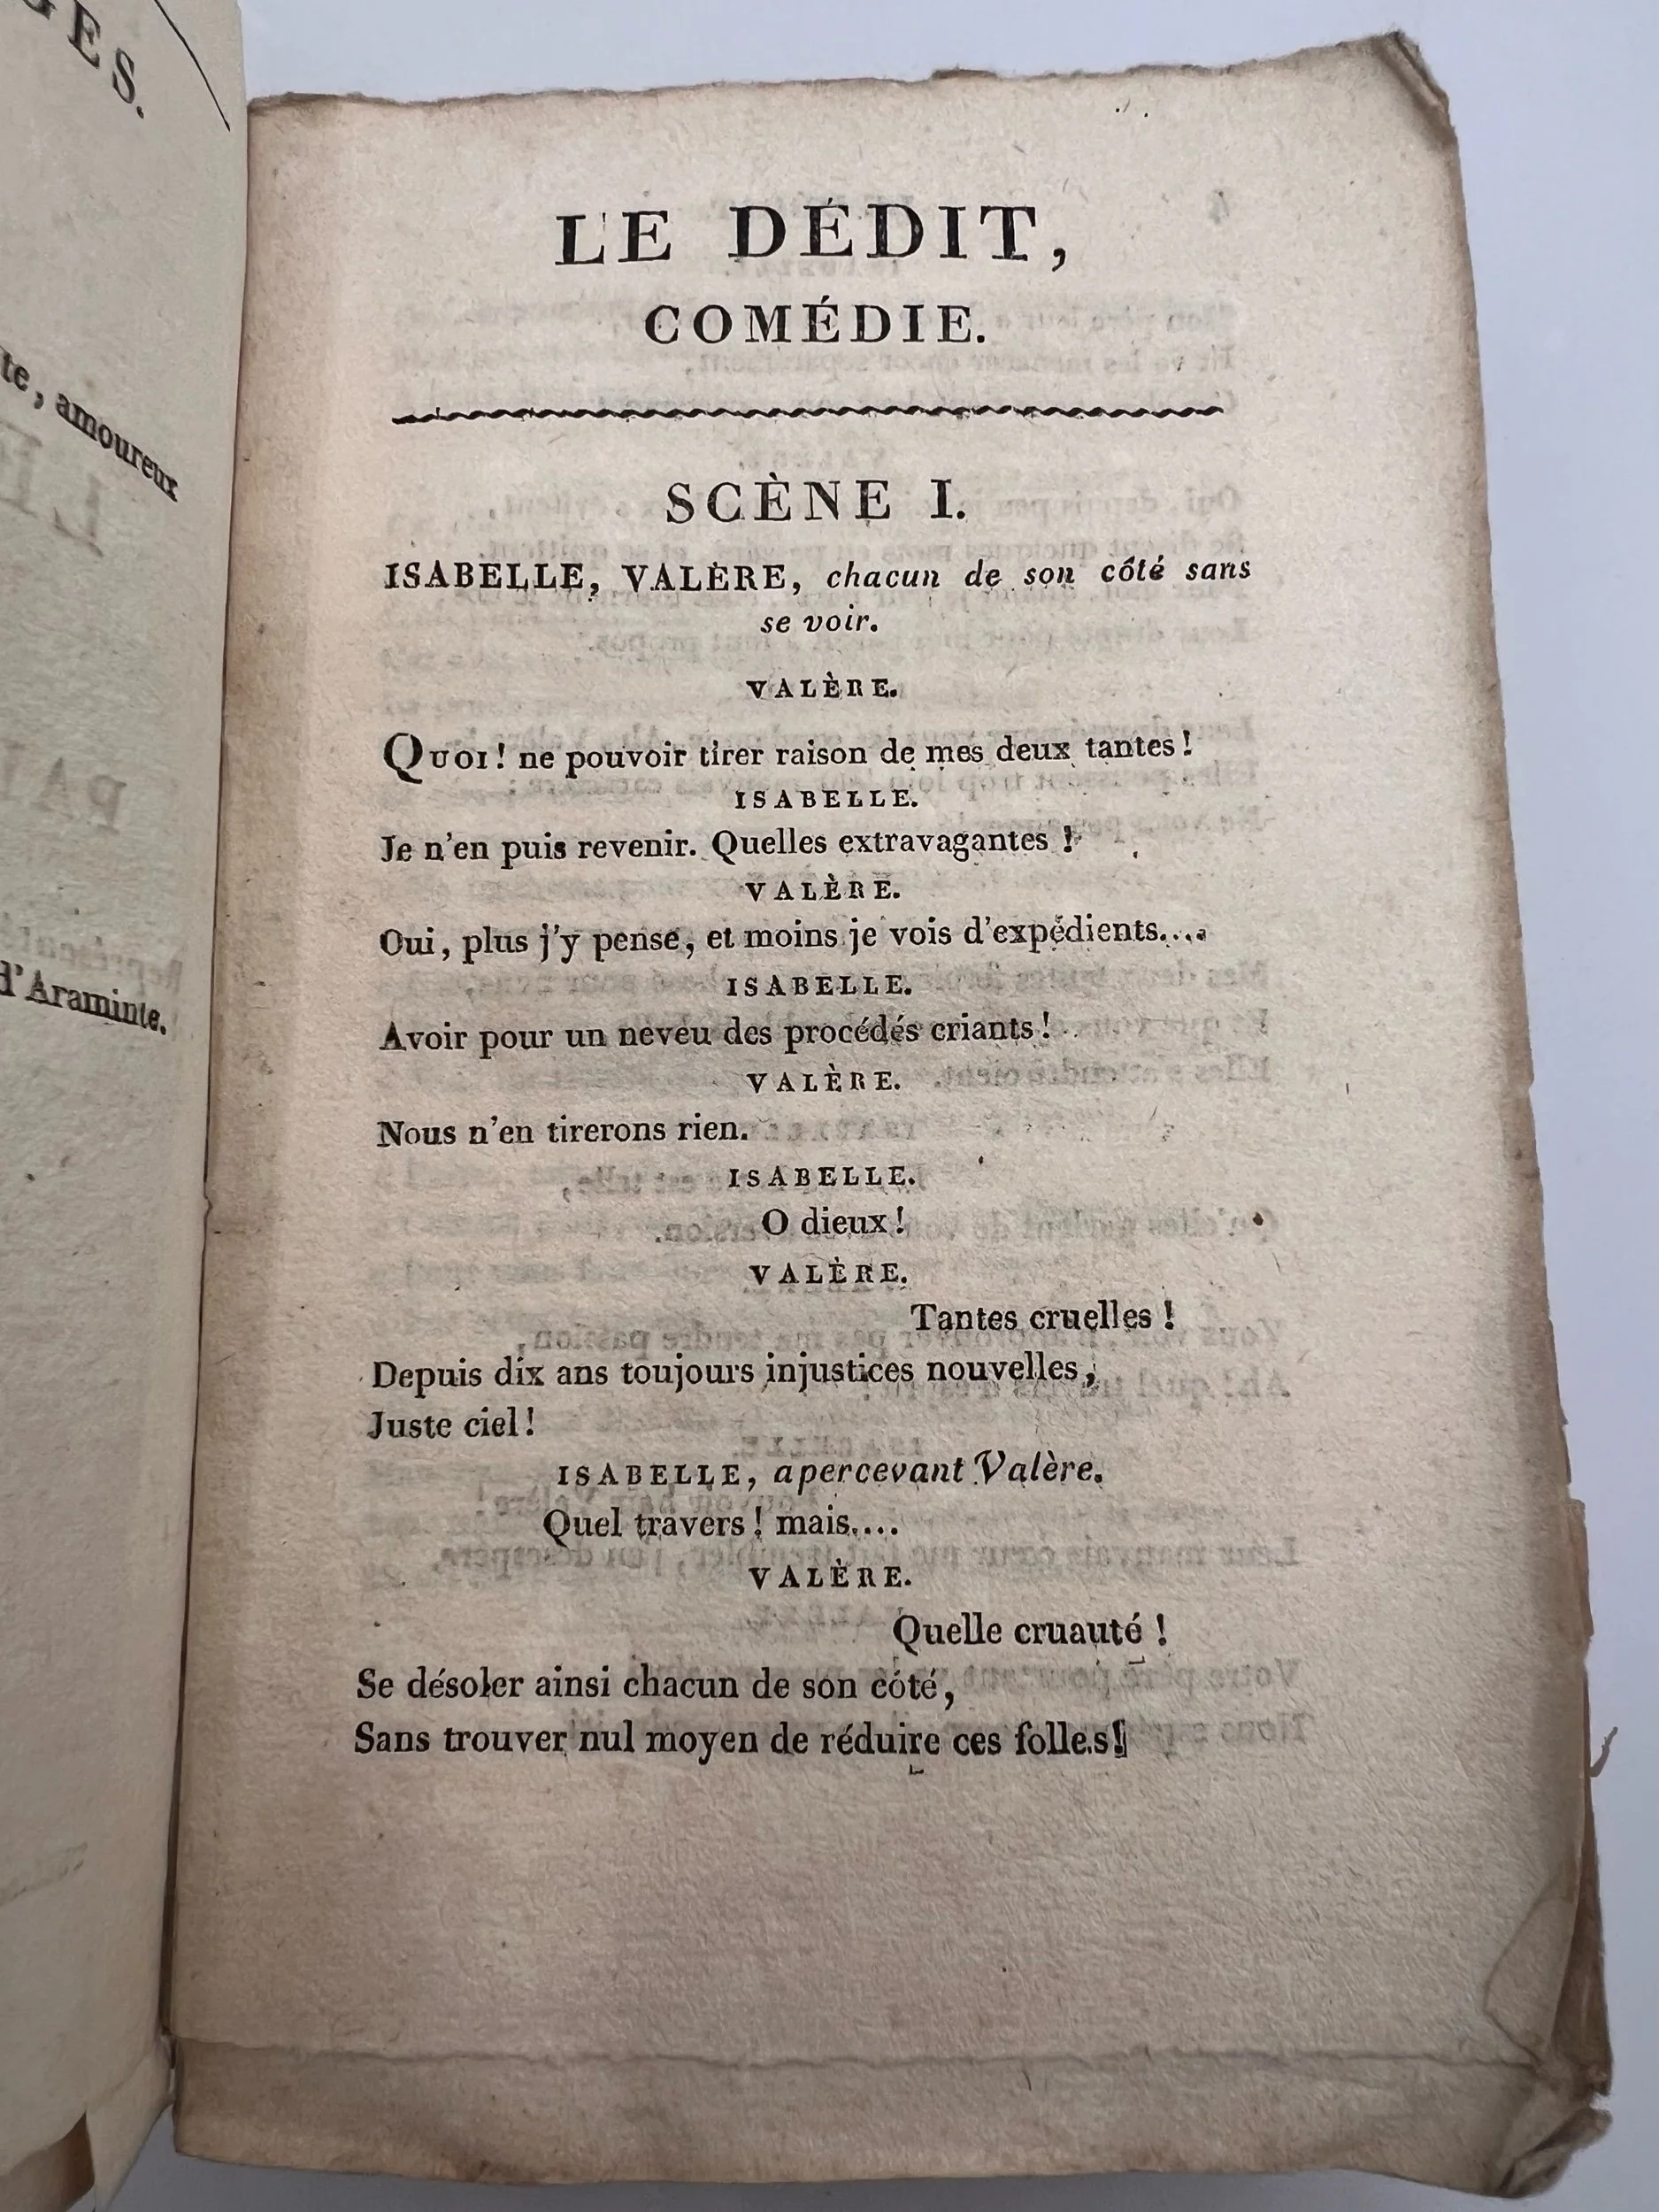 GES.
te, amoureux
d'Araminte.
LE DÉDIT,
COMÉDIE.
SCÈNE I.
ISABELLE, VALÈRE, chacun de son côté sans
se voir.
VALÈRE.
QUOI! ne pouvoir tirer raison de mes deux tantes!
ISABELLE.
Je n'en puis revenir. Quelles extravagantes !
VALÈRE.
Oui, plus j'y pense, et moins je vois d'expédients....
ISABELLE.
Avoir pour un neveu des procédés criants!
VALÈRE.
Nous n'en tirerons rien.
ISABELLE.
O dieux!
VALÈRE.
Tantes cruelles !
Depuis dix ans toujours injustices nouvelles,
Juste ciel!
ISABELLE, apercevant Valère.
Quel travers! mais....
VALÈRE.
Quelle cruauté !
Se désoler ainsi chacun de son côté,
Sans trouver nul moyen de réduire ces folles!